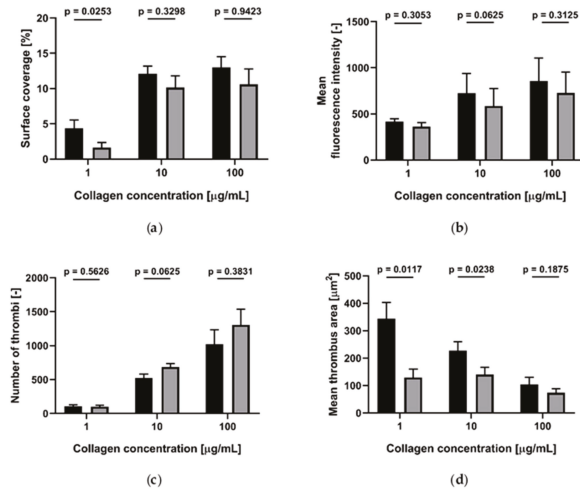 p = 0.0253 p = 0.3298 p = 0.9423
Surface coverage [%]
20
15
10
5
0
1 10 100
Collagen concentration [µg/mL]
(a)
p = 0.3053 p = 0.0625 p = 0.3125
Mean
fluorescence intensity [-]
1500
1000
500
0
1 10 100
Collagen concentration [µg/mL]
(b)
p = 0.5626 p = 0.0625 p = 0.3831
Number of thrombi [-]
2000
1500
1000
500
0
1 10 100
Collagen concentration [µg/mL]
(c)
p = 0.0117 p = 0.0238 p = 0.1875
Mean thrombus area [µm²]
500
400
300
200
100
0
1 10 100
Collagen concentration [µg/mL]
(d)